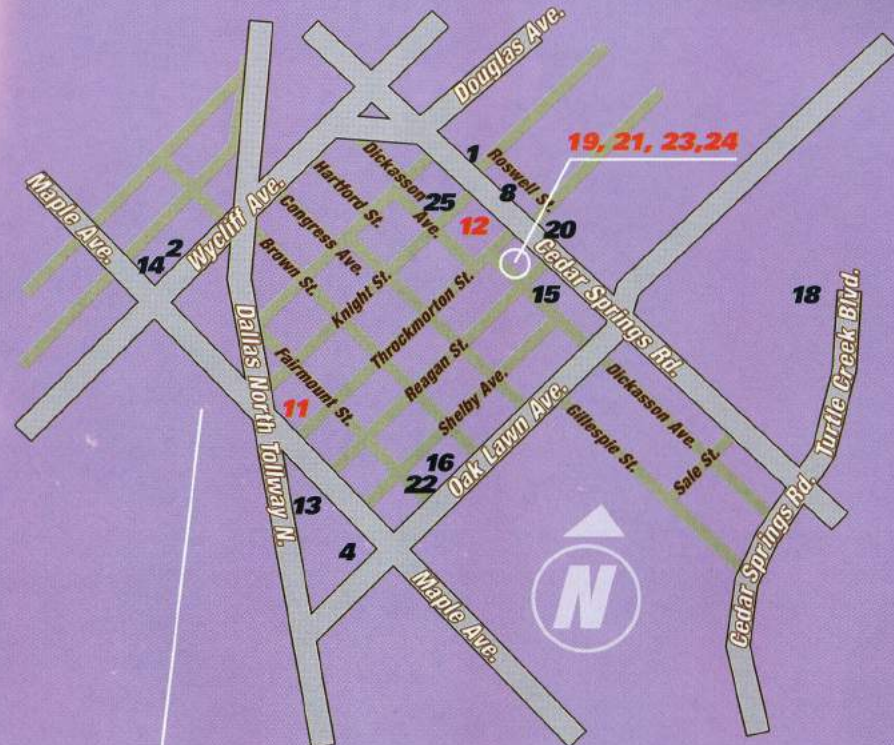 Douglas Ave.
19, 21, 23,24
1
Roswell St.
Dickasson
Ave.
8
25
12
20
Hartford St.
Maple Ave.
Congress Ave.
Wycliff Ave.
2
14
Brown St.
Knight St.
Cedar Springs Rd.
15
18
Throckmorton St.
Turtle Creek Blvd.
Dallas North Tollway N.
Reagan St.
Fairmount St.
Shelby Ave.
Dickasson Ave.
11
Oak Lawn Ave.
Gillespie St.
16
Sale St.
22
13
Cedar Springs Rd.
4
N
Maple Ave.